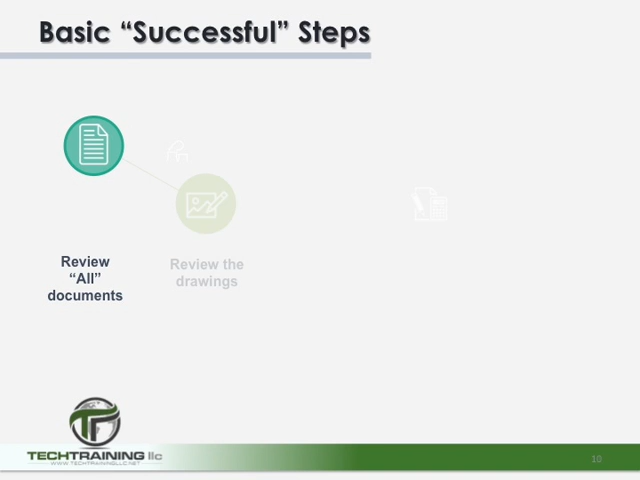 Basic “Successful” Steps
Review
“All”
documents
Review the
drawings
TECHTRAINING llc
WWW.TECHTRAININGLLC.NET
10